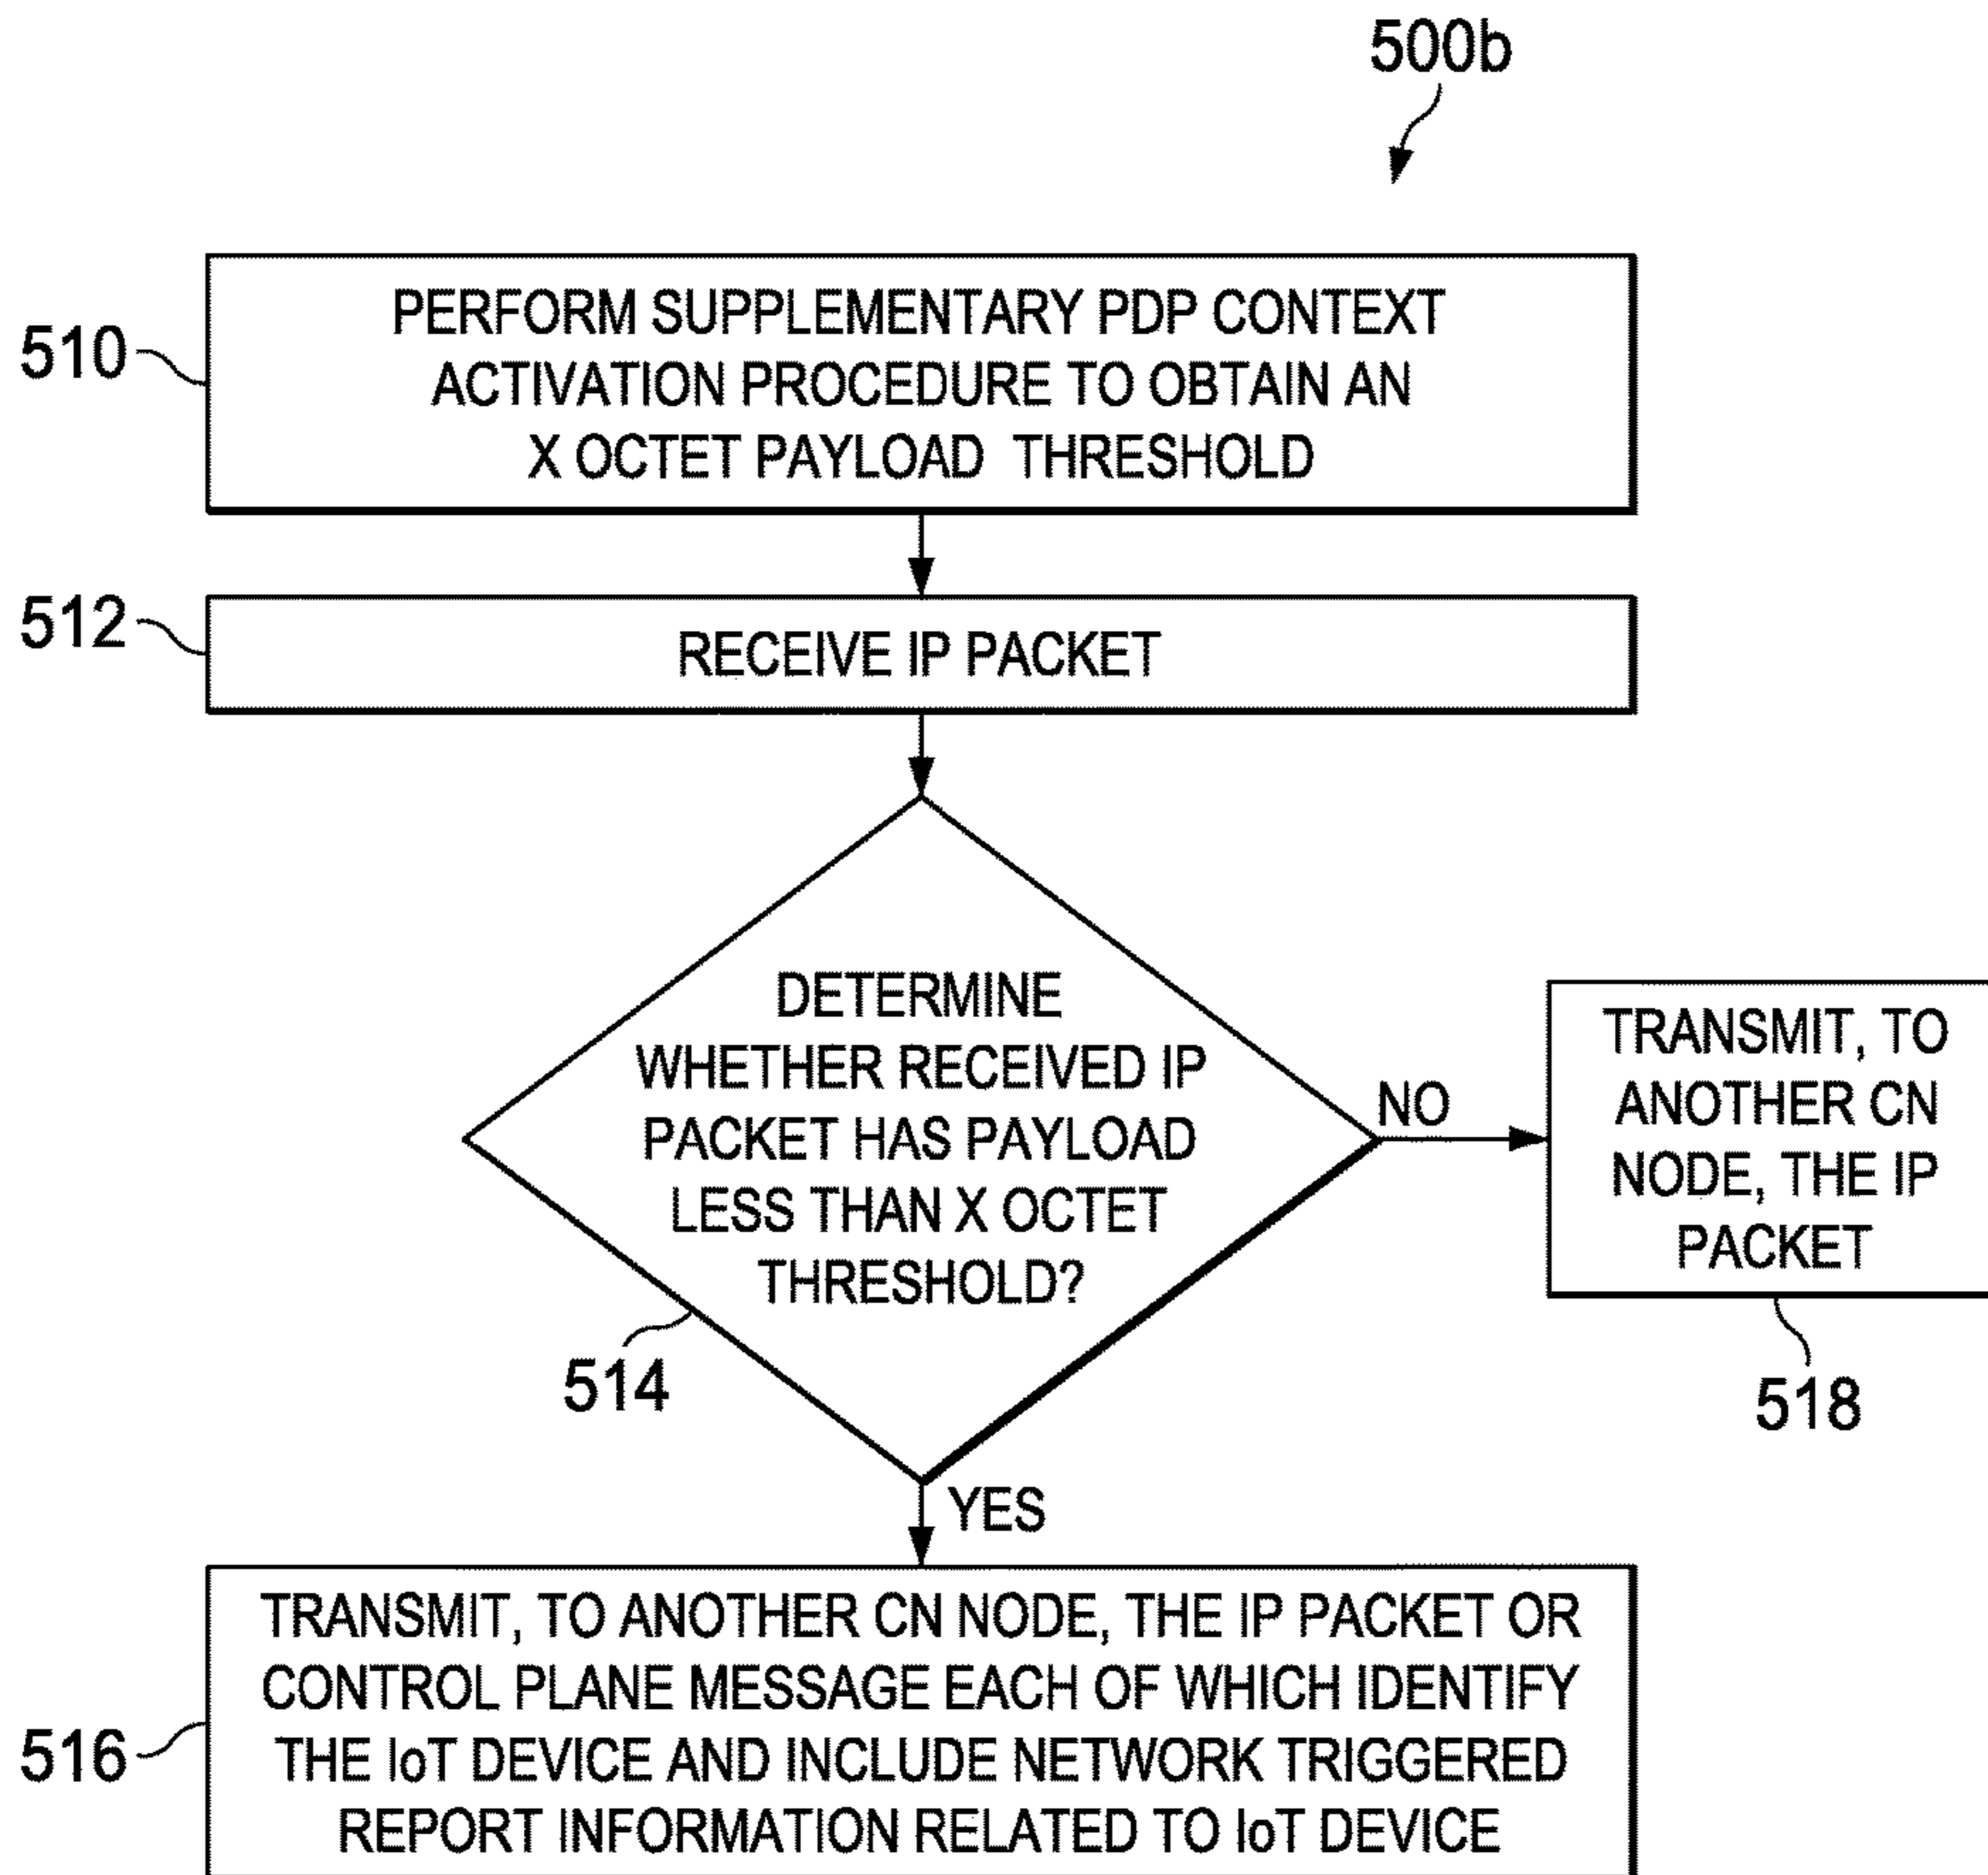 500b
510
PERFORM SUPPLEMENTARY PDP CONTEXT
ACTIVATION PROCEDURE TO OBTAIN AN
X OCTET PAYLOAD THRESHOLD
512
RECEIVE IP PACKET
DETERMINE
WHETHER RECEIVED IP
PACKET HAS PAYLOAD
LESS THAN X OCTET
THRESHOLD?
514
NO
TRANSMIT, TO
ANOTHER CN
NODE, THE IP
PACKET
518
YES
516
TRANSMIT, TO ANOTHER CN NODE, THE IP PACKET OR
CONTROL PLANE MESSAGE EACH OF WHICH IDENTIFY
THE IoT DEVICE AND INCLUDE NETWORK TRIGGERED
REPORT INFORMATION RELATED TO IoT DEVICE